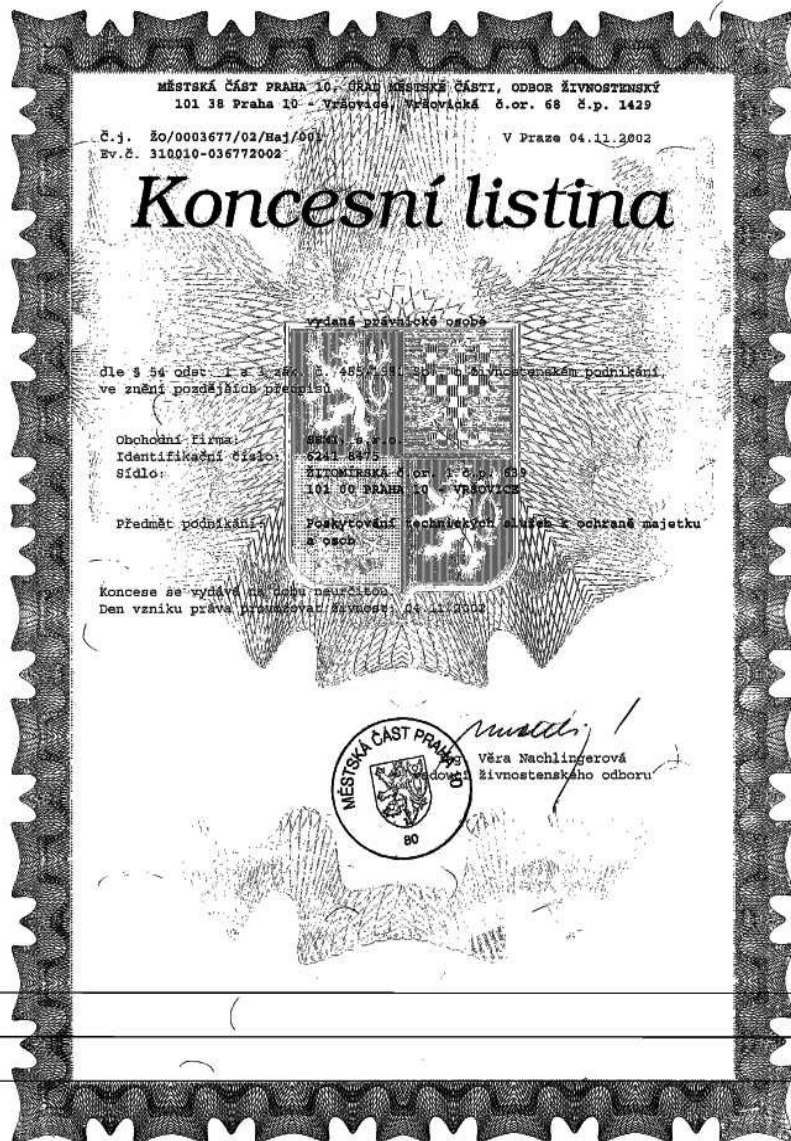 MĚSTSKÁ ČÁST PRAHA 10, ÚŘAD MĚSTSKÉ ČÁSTI, ODBOR ŽIVNOSTENSKÝ
101 38 Praha 10 - Vršovice, Vršovická č.or. 68 č.p. 1429
Č.j. ŽO/0003677/02/Haj/001 V Praze 04.11.2002
Ev.č. 310010-036772002
Koncesní listina
vydaná právnické osobě
dle § 54 odst. 1 a zák. č. 455/1991 Sb. o živnostenském podnikání,
ve znění pozdějších předpisů
Obchodní firma: s.r.o.
Identifikační číslo: 6241 8475
Sídlo: ŽITOMÍRSKÁ č.or. 1 č.p. 639
101 00 PRAHA 10 - VRŠOVICE
Předmět podnikání: Poskytování technických služeb k ochraně majetku
a osob
Koncese se vydává na dobu neurčitou.
Den vzniku práva provozovat živnost: 04.11.2002
MĚSTSKÁ ČÁST PRAHA 10
80
Věra Nachlingerová
vedoucí živnostenského odboru